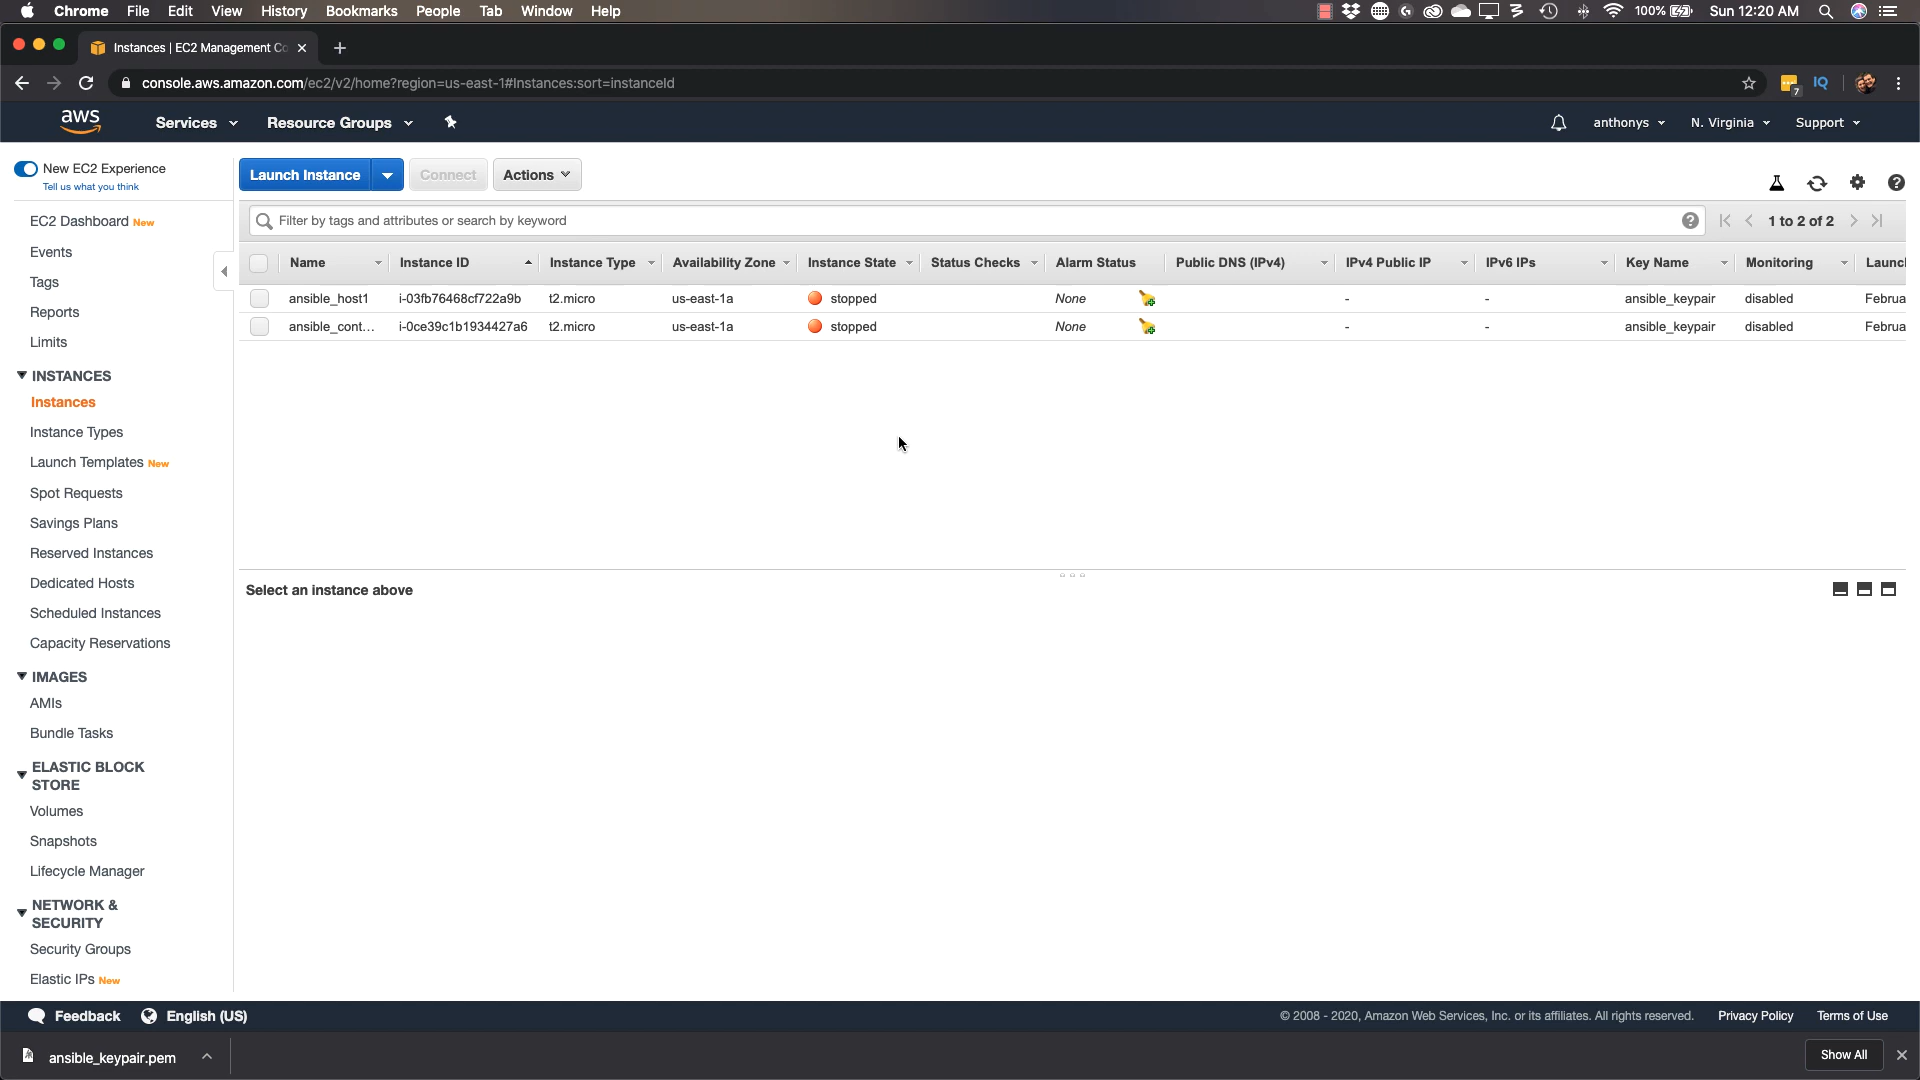 Chrome File Edit View History Bookmarks People Tab Window Help 100% Sun 12:20 AM
Instances | EC2 Management Co
console.aws.amazon.com/ec2/v2/home?region=us-east-1#Instances:sort=instanceId 7 IQ
aws Services Resource Groups anthonys N. Virginia Support
New EC2 Experience
Tell us what you think
Launch Instance Connect Actions
Filter by tags and attributes or search by keyword 1 to 2 of 2
EC2 Dashboard New
Events
Tags
Reports
Limits
INSTANCES
Instances
Instance Types
Launch Templates New
Spot Requests
Savings Plans
Reserved Instances
Dedicated Hosts
Scheduled Instances
Capacity Reservations
IMAGES
AMIs
Bundle Tasks
ELASTIC BLOCK
STORE
Volumes
Snapshots
Lifecycle Manager
NETWORK &
SECURITY
Security Groups
Elastic IPs New
Name Instance ID Instance Type Availability Zone Instance State Status Checks Alarm Status Public DNS (IPv4) IPv4 Public IP IPv6 IPs Key Name Monitoring Launc
ansible_host1 i-03fb76468cf722a9b t2.micro us-east-1a stopped None - - ansible_keypair disabled Februa
ansible_cont... i-0ce39c1b1934427a6 t2.micro us-east-1a stopped None - - ansible_keypair disabled Februa
Select an instance above
Feedback English (US) © 2008 - 2020, Amazon Web Services, Inc. or its affiliates. All rights reserved. Privacy Policy Terms of Use
ansible_keypair.pem Show All